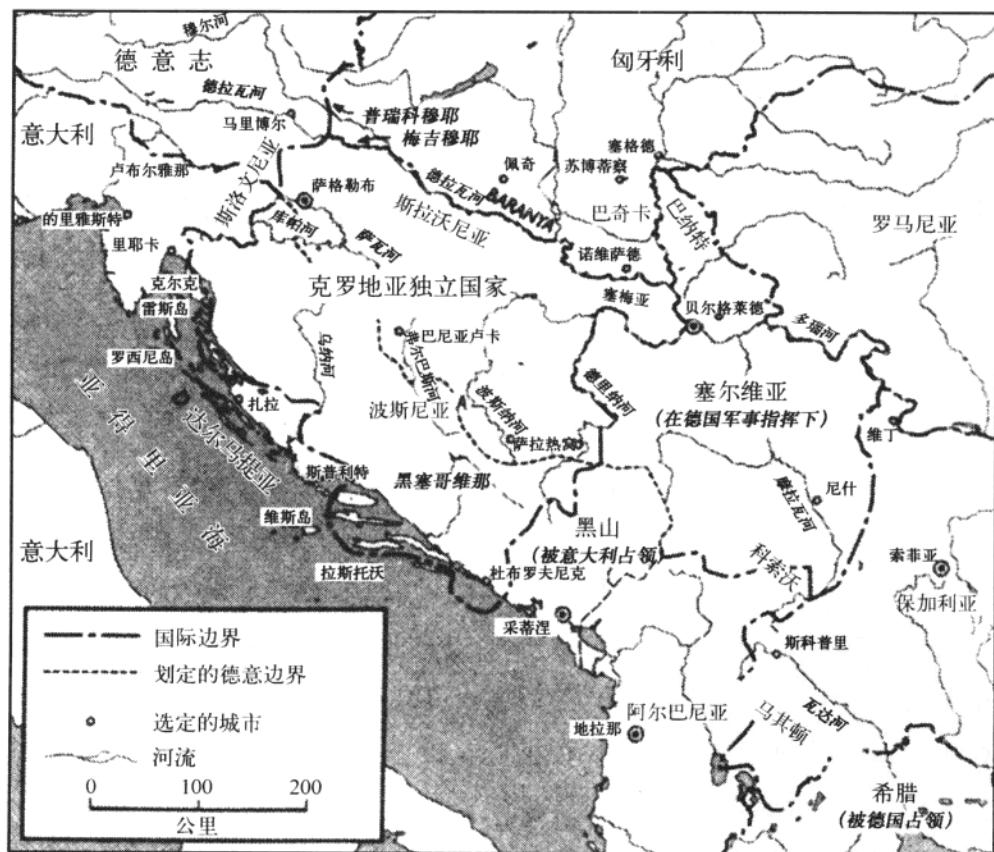 穆尔河
德意志
匈牙利
德拉瓦河
普瑞科穆耶
意大利
马里博尔
梅吉穆耶
塞格德
卢布尔雅那
佩奇
苏博蒂察
斯洛文尼亚
萨格勒布
德拉瓦河
BARANYA
巴奇卡
巴纳特
罗马尼亚
的里雅斯特
库帕河
萨瓦河
斯拉沃尼亚
里耶卡
诺维萨德
克尔克
克罗地亚独立国家
塞梅亚
贝尔格莱德
雷斯岛
多瑙河
罗西尼岛
乌纳河
巴尼亚卢卡
弗尔巴斯河
德里纳河
塞尔维亚
扎拉
波斯尼亚
波斯纳河
(在德国军事指挥下)
亚得里亚海
达尔马提亚
萨拉热窝
维丁
斯普利特
黑塞哥维那
摩拉瓦河
尼什
维斯岛
黑山
意大利
(被意大利占领)
科索沃
索菲亚
拉斯托沃
杜布罗夫尼克
保加利亚
采蒂涅
斯科普里
国际边界
划定的德意边界
选定的城市
河流
阿尔巴尼亚
马其顿
瓦达河
地拉那
0 100 200
公里
希腊
(被德国占领)